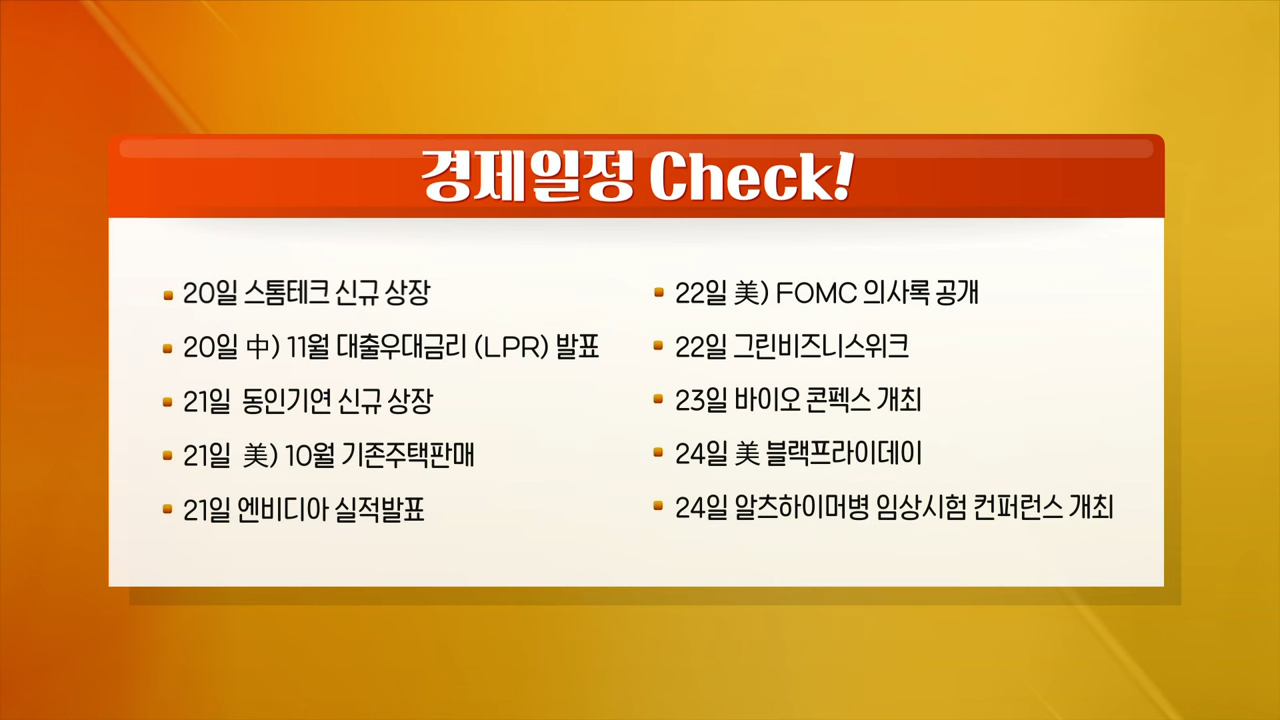 경제일정 Check!
20일 스톰테크 신규 상장
20일 中) 11월 대출우대금리 (LPR) 발표
21일 동인기연 신규 상장
21일 美) 10월 기존주택판매
21일 엔비디아 실적발표
22일 美) FOMC 의사록 공개
22일 그린비즈니스위크
23일 바이오 콘펙스 개최
24일 美 블랙프라이데이
24일 알츠하이머병 임상시험 컨퍼런스 개최